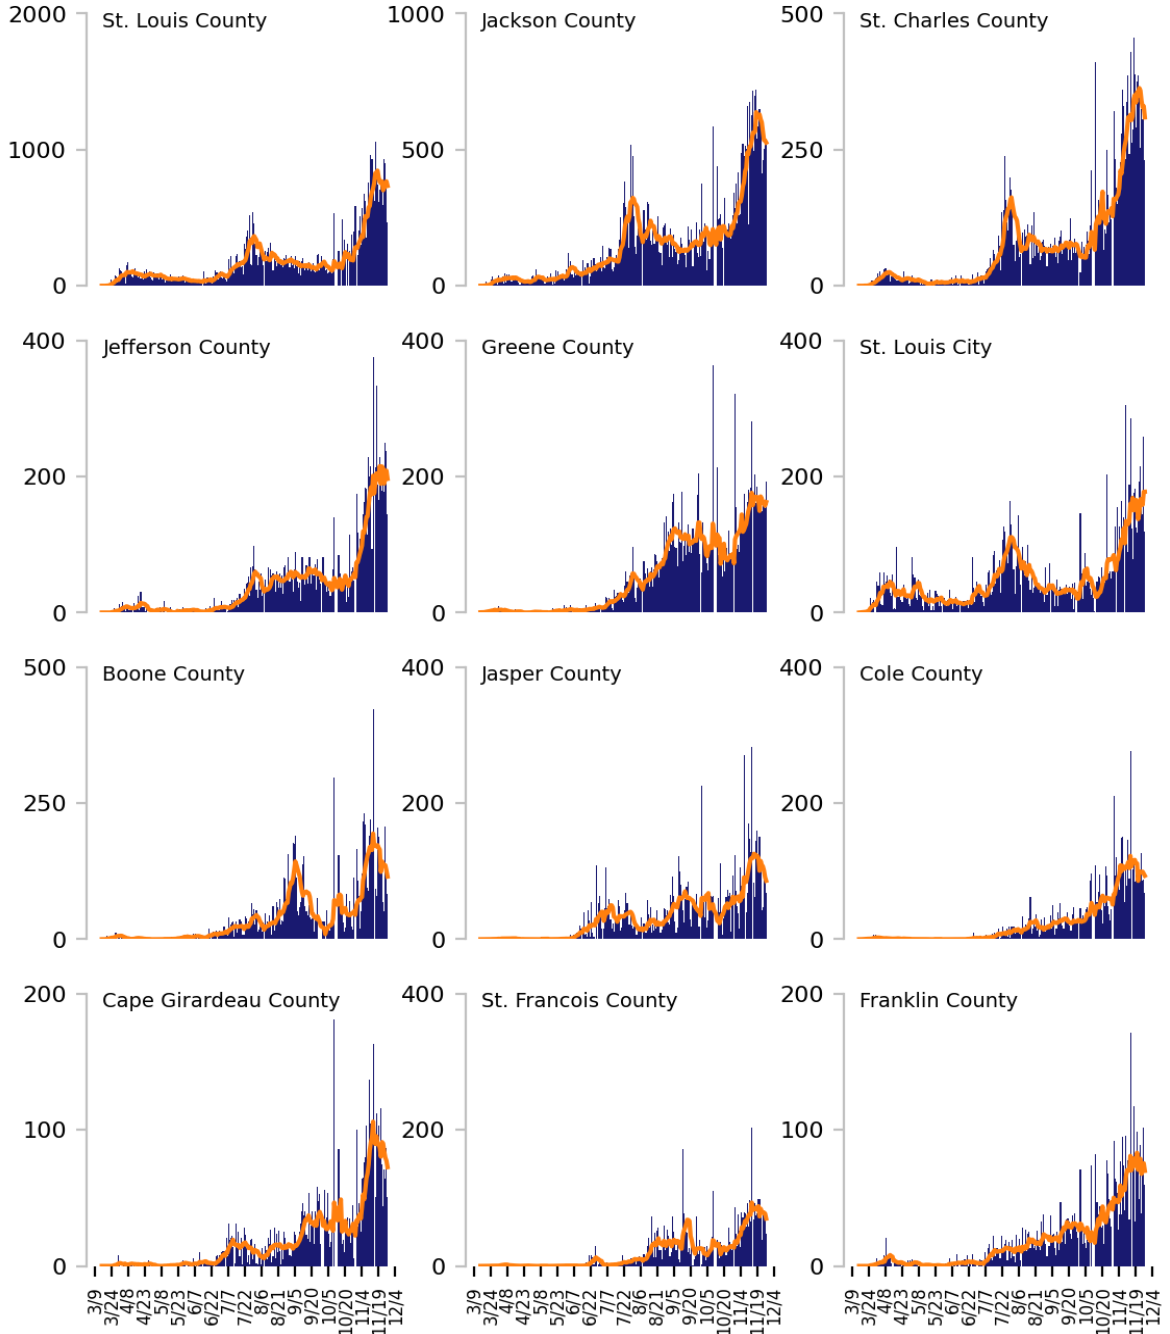 2000 St. Louis County 1000 Jackson County 500 St. Charles County
1000 500 250
0 0 0
400 Jefferson County 400 Greene County 400 St. Louis City
200 200 200
0 0 0
500 Boone County 400 Jasper County 400 Cole County
250 200 200
0 0 0
200 Cape Girardeau County 400 St. Francois County 200 Franklin County
100 200 100
0 0 0
3/9 3/24 4/8 4/23 5/8 5/23 6/7 6/22 7/7 7/22 8/6 8/21 9/5 9/20 10/5 10/20 11/4 11/19 12/4 3/9 3/24 4/8 4/23 5/8 5/23 6/7 6/22 7/7 7/22 8/6 8/21 9/5 9/20 10/5 10/20 11/4 11/19 12/4 3/9 3/24 4/8 4/23 5/8 5/23 6/7 6/22 7/7 7/22 8/6 8/21 9/5 9/20 10/5 10/20 11/4 11/19 12/4